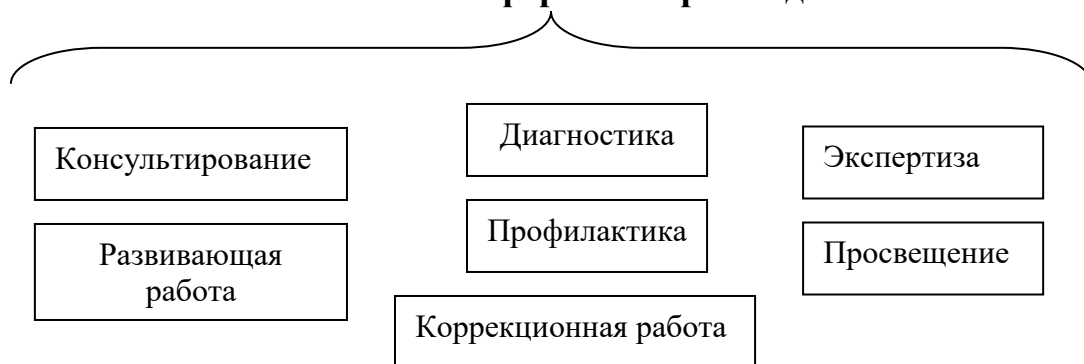 Консультирование
Диагностика
Экспертиза
Развивающая
работа
Профилактика
Просвещение
Коррекционная работа